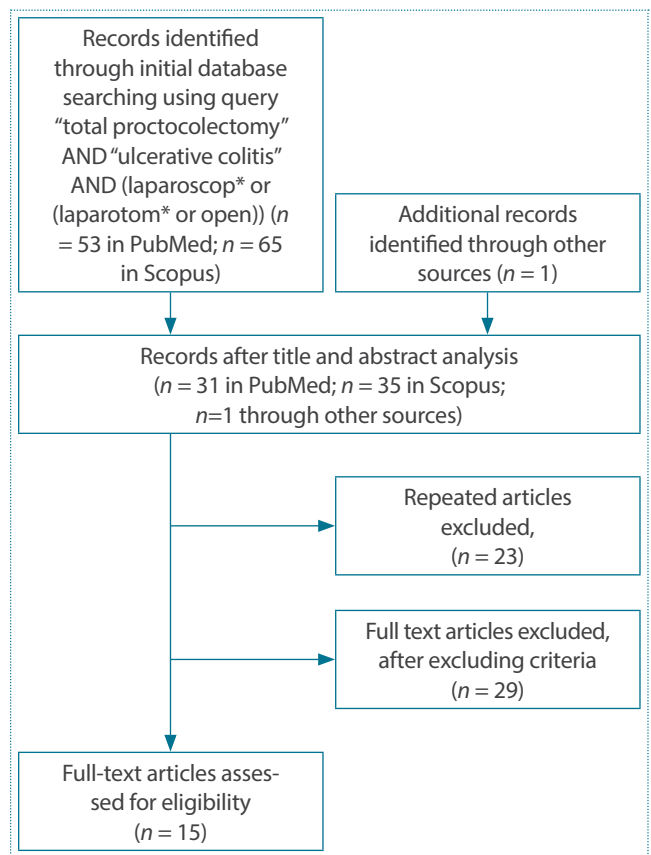 Records identified
through initial database
searching using query
“total proctocolectomy”
AND “ulcerative colitis”
AND (laparoscop* or
(laparotom* or open)) (n
= 53 in PubMed; n = 65
in Scopus)
Additional records
identified through other
sources (n = 1)
Records after title and abstract analysis
(n = 31 in PubMed; n = 35 in Scopus;
n=1 through other sources)
Repeated articles
excluded,
(n = 23)
Full text articles excluded,
after excluding criteria
(n = 29)
Full-text articles asses-
sed for eligibility
(n = 15)